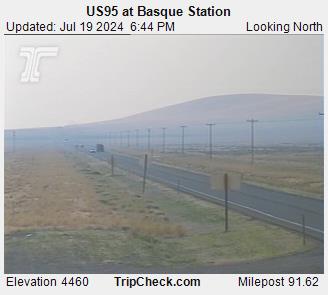 US95 at Basque Station
Updated: Jul 19 2024 6:44 PM Looking North
Elevation 4460 TripCheck.com Milepost 91.62